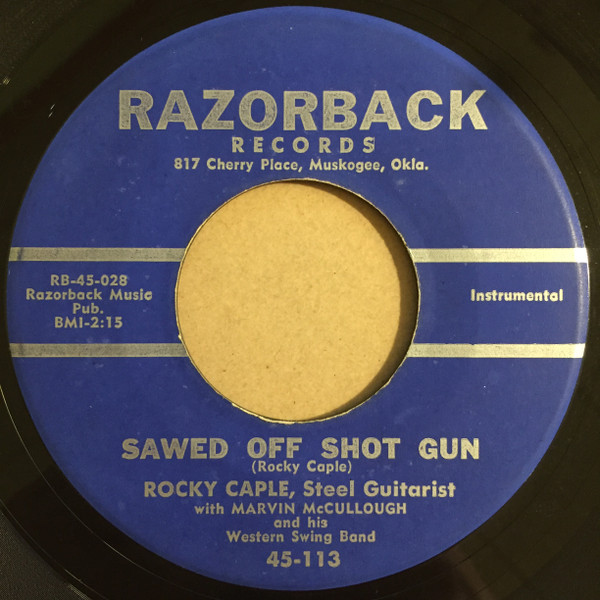 RAZORBACK
RECORDS
817 Cherry Place, Muskogee, Okla.
RB-45-028
Razorback Music
Pub.
BMI-2:15
Instrumental
SAWED OFF SHOT GUN
(Rocky Caple)
ROCKY CAPLE, Steel Guitarist
with MARVIN McCULLOUGH
and his
Western Swing Band
45-113